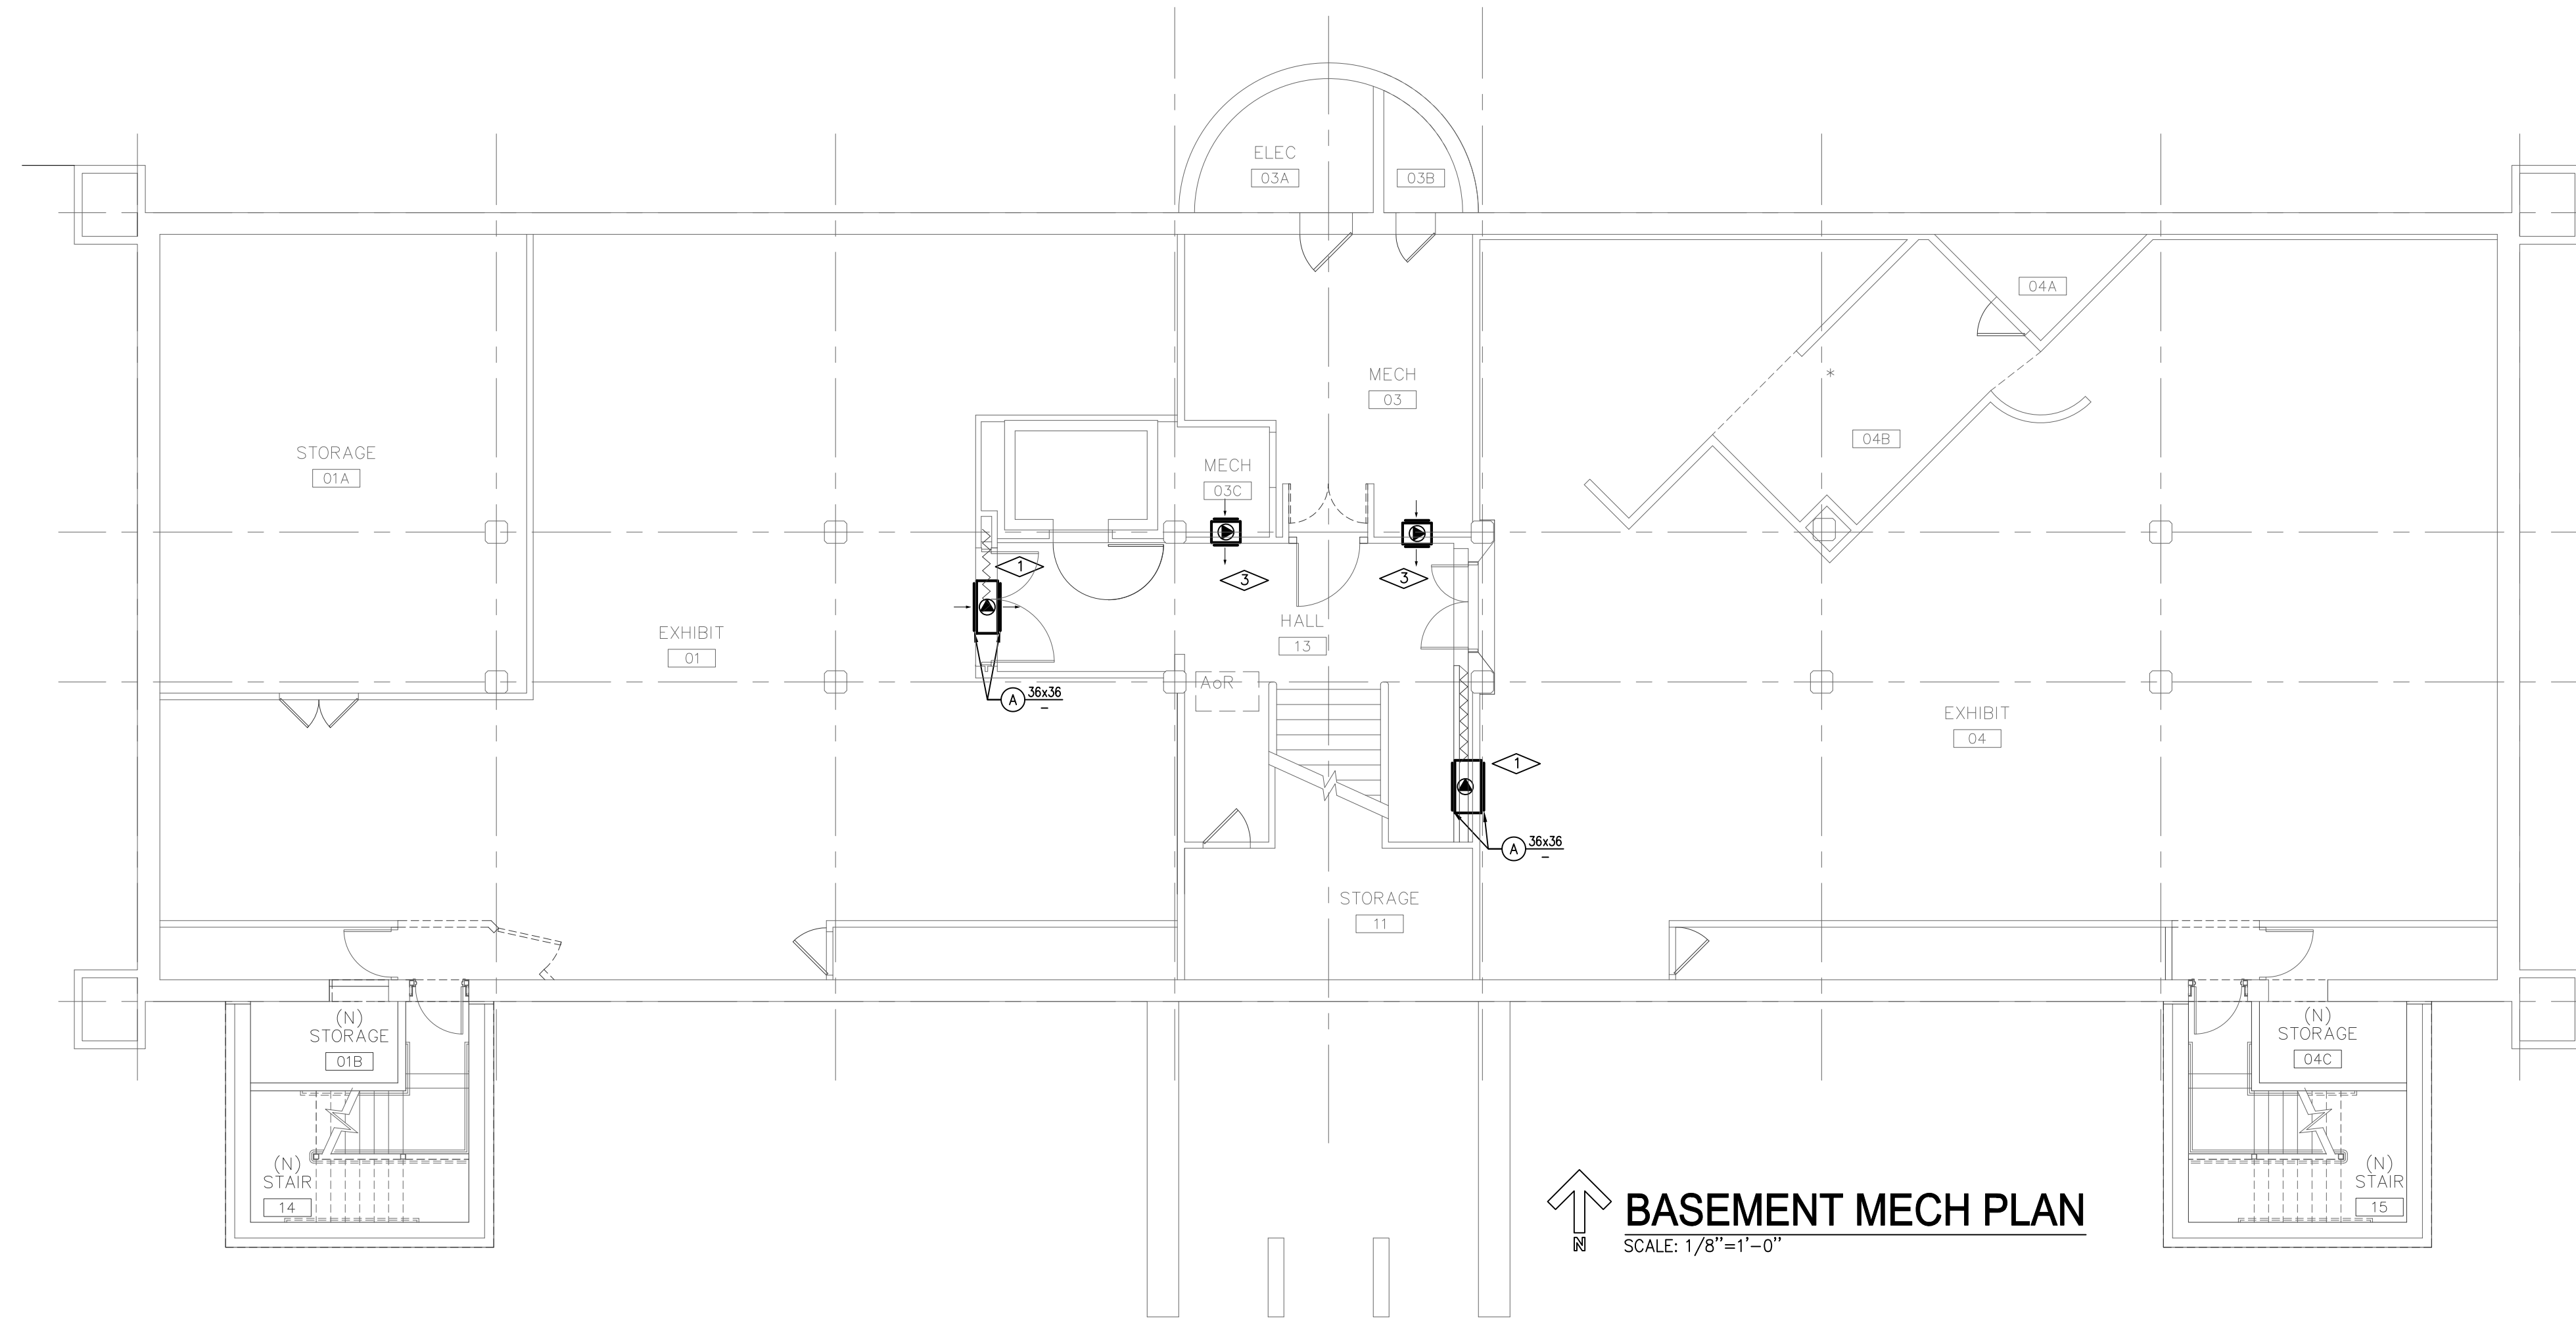 ELEC
03A
03B
04A
MECH
03
*
04B
STORAGE
01A
MECH
03C
1
3
3
HALL
13
EXHIBIT
01
AoR
A 36x36
–
EXHIBIT
04
1
A 36x36
–
STORAGE
11
(N)
STORAGE
01B
(N)
STORAGE
04C
(N)
STAIR
14
(N)
STAIR
15
N
BASEMENT MECH PLAN
SCALE: 1/8"=1'-0"